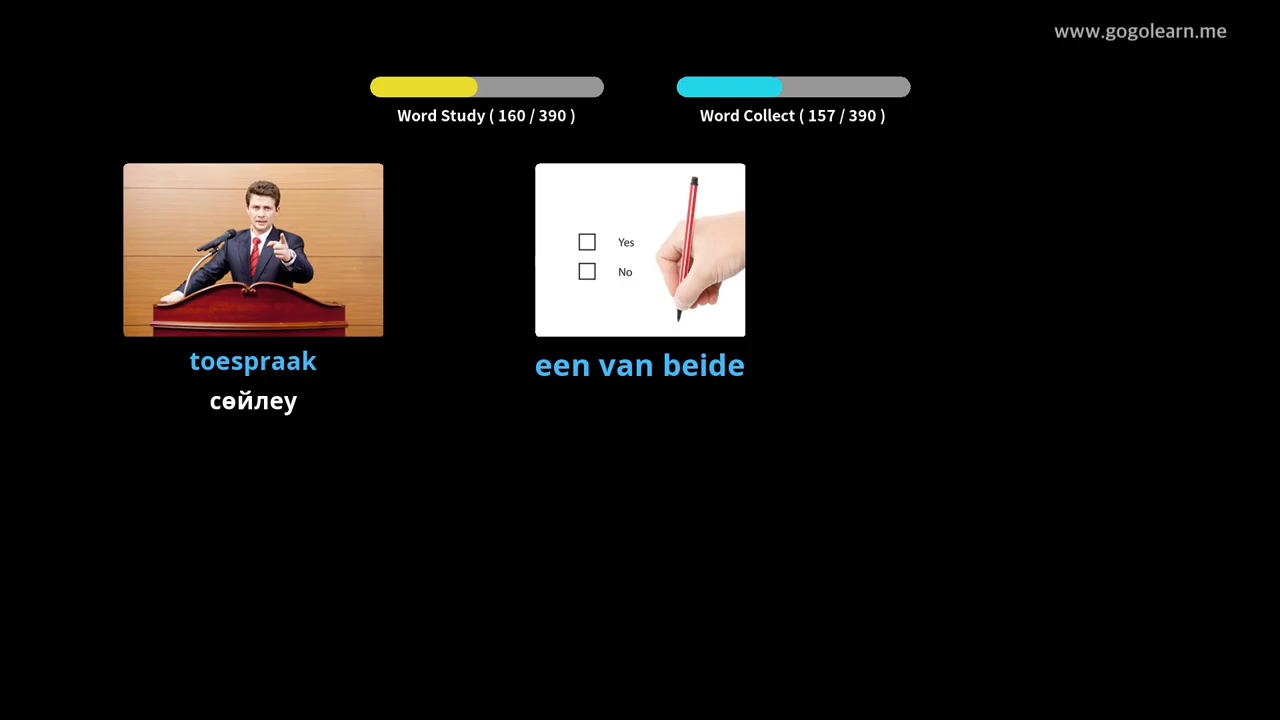 www.gogolearn.me
Word Study ( 160 / 390 )
Word Collect ( 157 / 390 )
Yes
No
toespraak
сөйлеу
een van beide